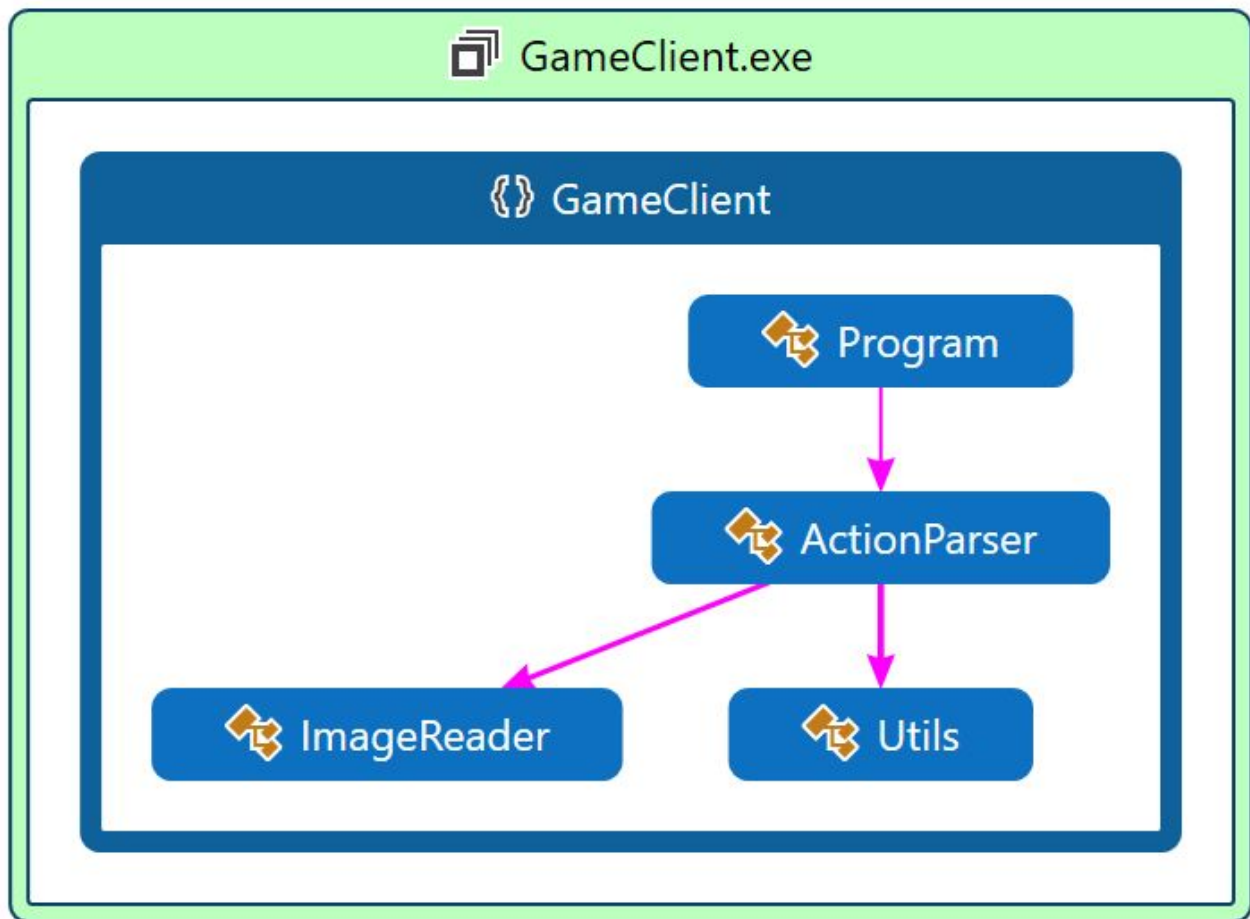 GameClient.exe
{} GameClient
Program
ActionParser
ImageReader
Utils